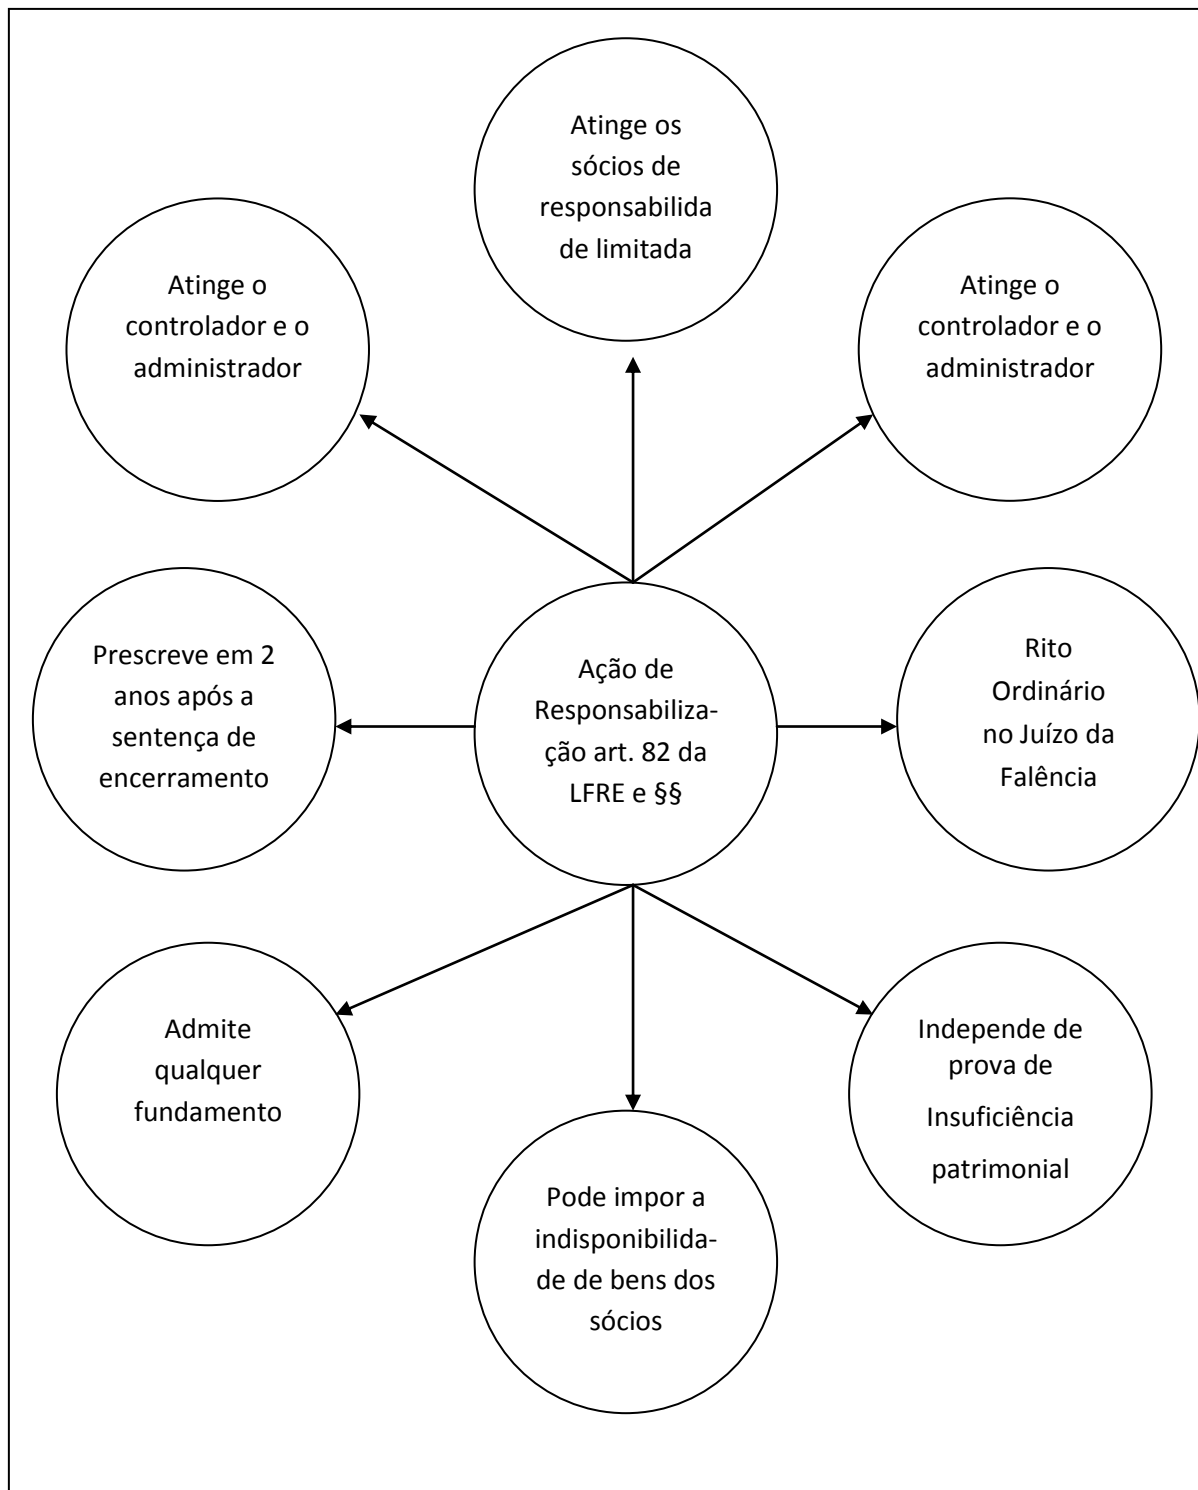 Atinge os
sócios de
responsabilida
de limitada
Atinge o
controlador e o
administrador
Atinge o
controlador e o
administrador
Prescreve em 2
anos após a
sentença de
encerramento
Ação de
Responsabiliza-
ção art. 82 da
LFRE e §§
Rito
Ordinário
no Juízo da
Falência
Admite
qualquer
fundamento
Independe de
prova de
Insuficiência
patrimonial
Pode impor a
indisponibilida-
de de bens dos
sócios